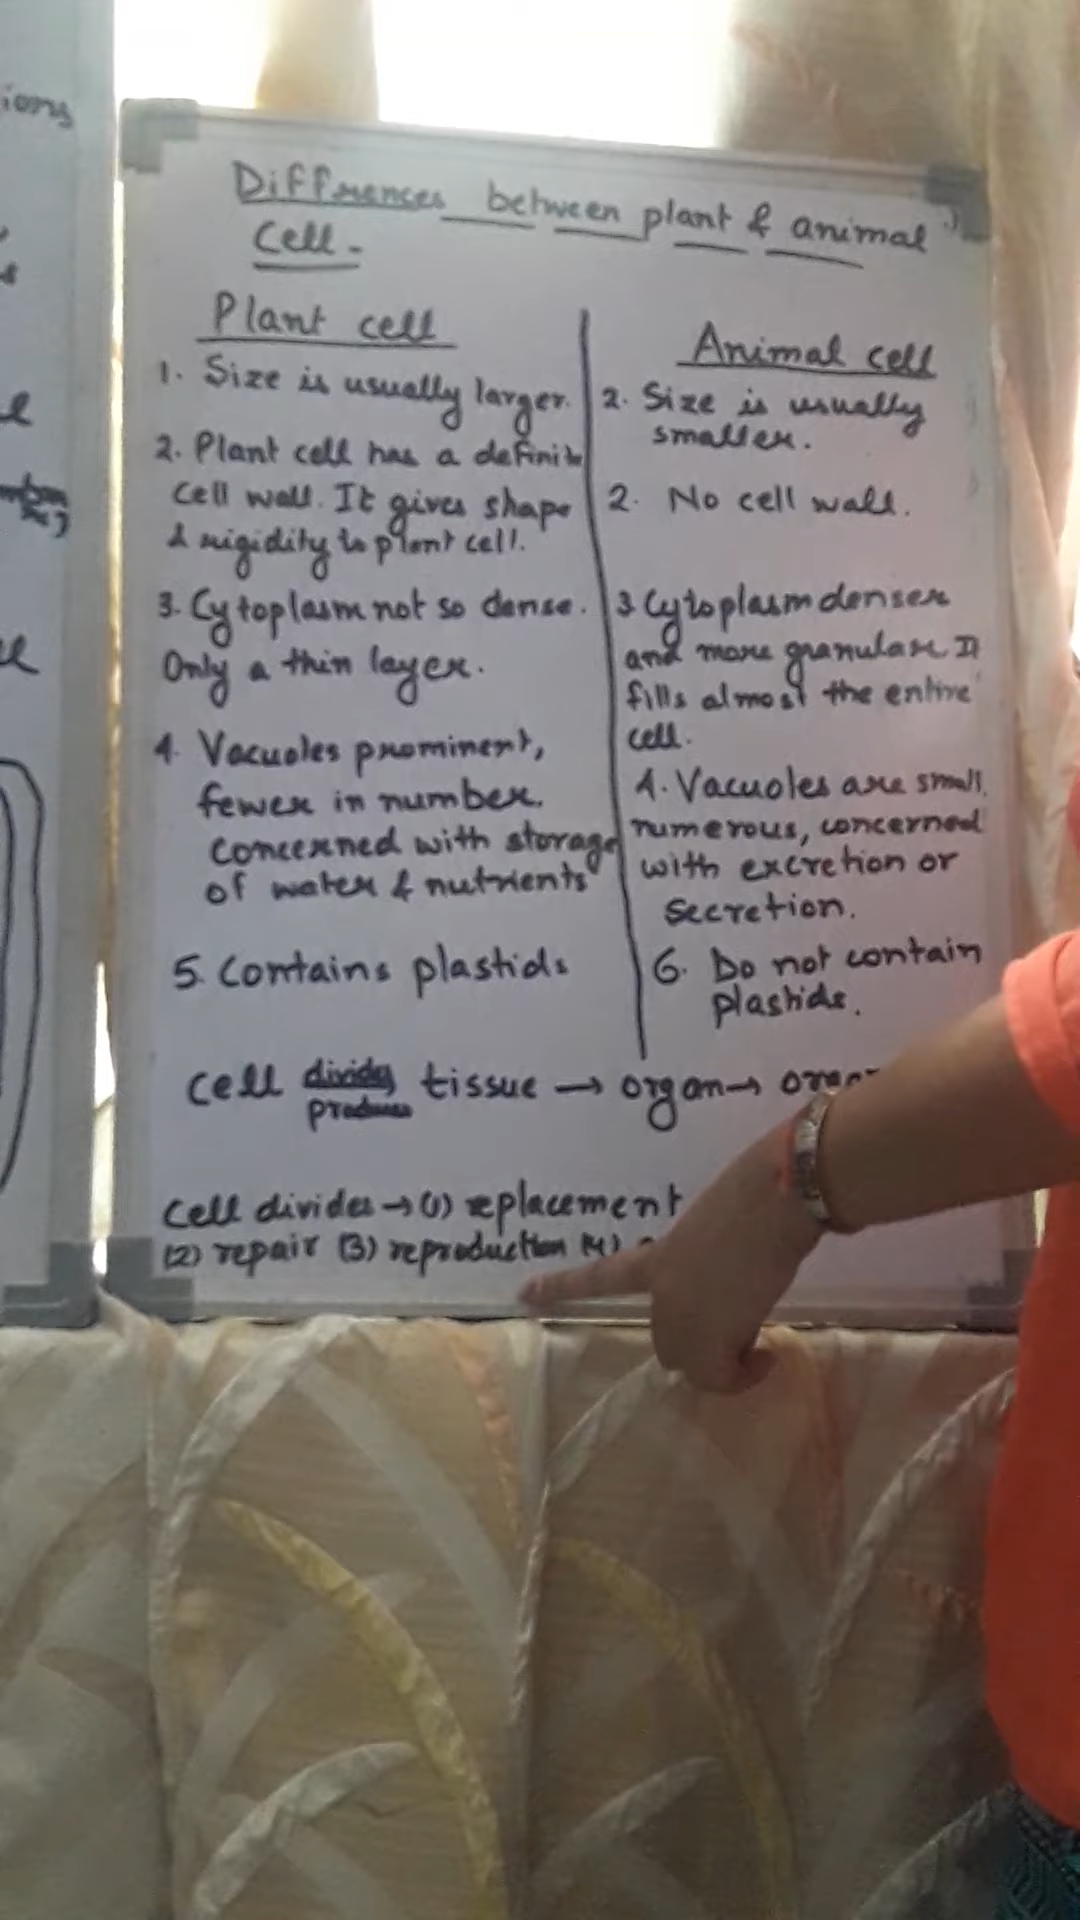 ions
Differences between plant & animal
cell -
Plant cell
1. Size is usually larger.
2. Plant cell has a definite
cell wall. It gives shape
& rigidity to plant cell.
3. Cytoplasm not so dense.
Only a thin layer.
4. Vacuoles prominent,
fewer in number.
concerned with storage
of water & nutrients
5. Contains plastids
Animal cell
2. Size is usually
smaller.
2. No cell wall.
3 Cytoplasm denser
and more granular. It
fills almost the entire
cell.
4. Vacuoles are small,
numerous, concerned
with excretion or
secretion.
6. Do not contain
plastids.
cell divides tissue → organ →
produces
cell divides → (1) replacement
(2) repair (3) reproduction (4)